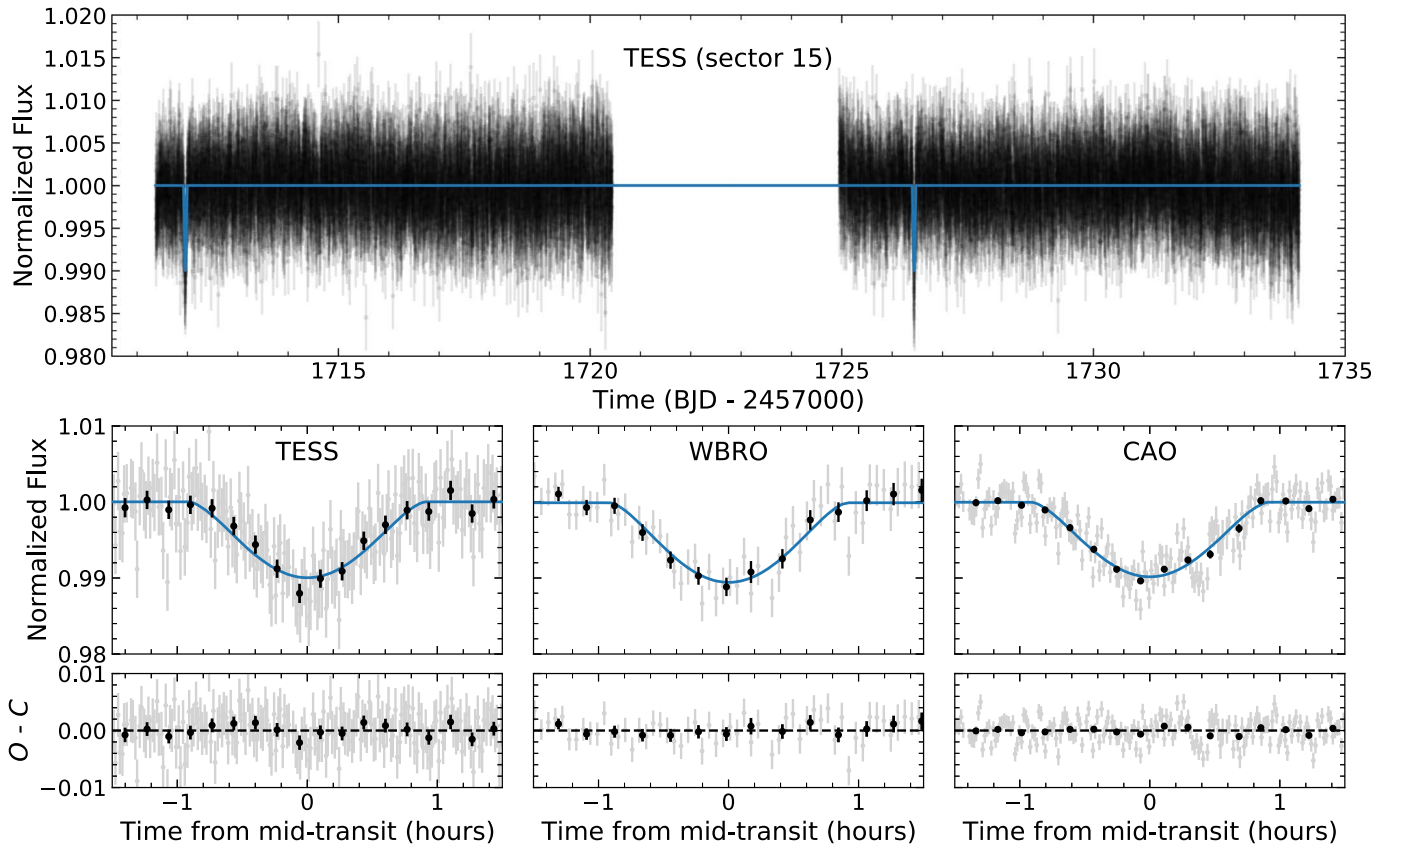 TESS (sector 15)
Normalized Flux
1.020
1.015
1.010
1.005
1.000
0.995
0.990
0.985
0.980
1715 1720 1725 1730 1735
Time (BJD - 2457000)
TESS WBRO CAO
Normalized Flux
1.01
1.00
0.99
0.98
O - C
0.01
0.00
−0.01
−1 0 1 −1 0 1 −1 0 1
Time from mid-transit (hours) Time from mid-transit (hours) Time from mid-transit (hours)